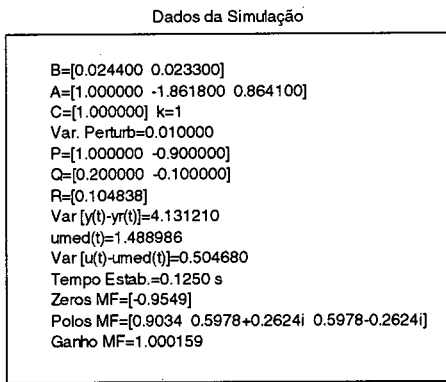 Dados da Simulação
B=[0.024400 0.023300]
A=[1.000000 -1.861800 0.864100]
C=[1.000000] k=1
Var. Perturb=0.010000
P=[1.000000 -0.900000]
Q=[0.200000 -0.100000]
R=[0.104838]
Var [y(t)-yr(t)]=4.131210
umed(t)=1.488986
Var [u(t)-umed(t)]=0.504680
Tempo Estab.=0.1250 s
Zeros MF=[-0.9549]
Polos MF=[0.9034 0.5978+0.2624i 0.5978-0.2624i]
Ganho MF=1.000159